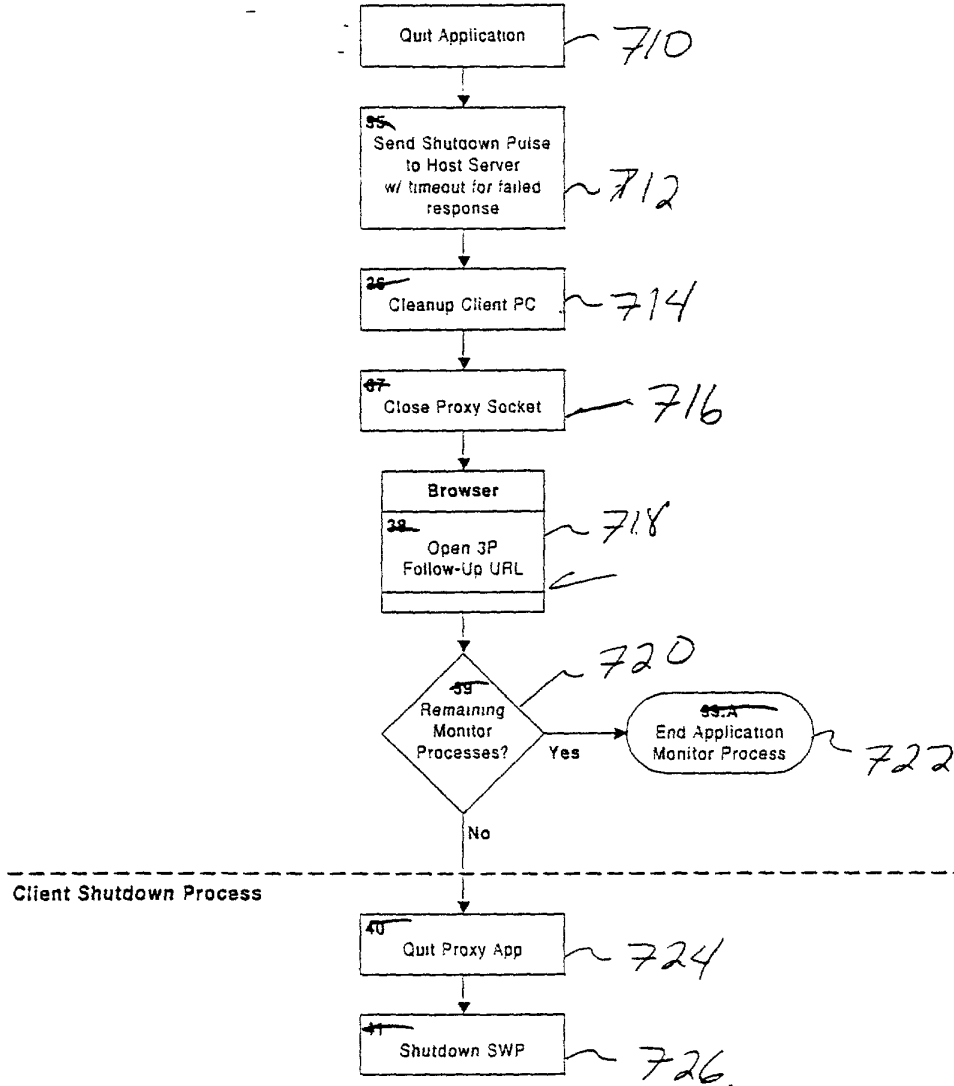 Quit Application
710
35
Send Shutdown Pulse
to Host Server
w/ timeout for failed
response
712
36
Cleanup Client PC
714
37
Close Proxy Socket
716
Browser
38
Open 3P
Follow-Up URL
718
39
Remaining
Monitor
Processes?
720
Yes
39.A
End Application
Monitor Process
722
No
Client Shutdown Process
40
Quit Proxy App
724
41
Shutdown SWP
726